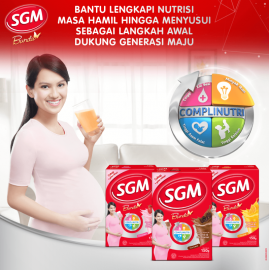 SGM
Bunda
BANTU LENGKAPI NUTRISI
MASA HAMIL HINGGA MENYUSUI
SEBAGAI LANGKAH AWAL
DUKUNG GENERASI MAJU
COMPLINUTRI
SGM
Bunda
SGM
Bunda
SGM
Bunda